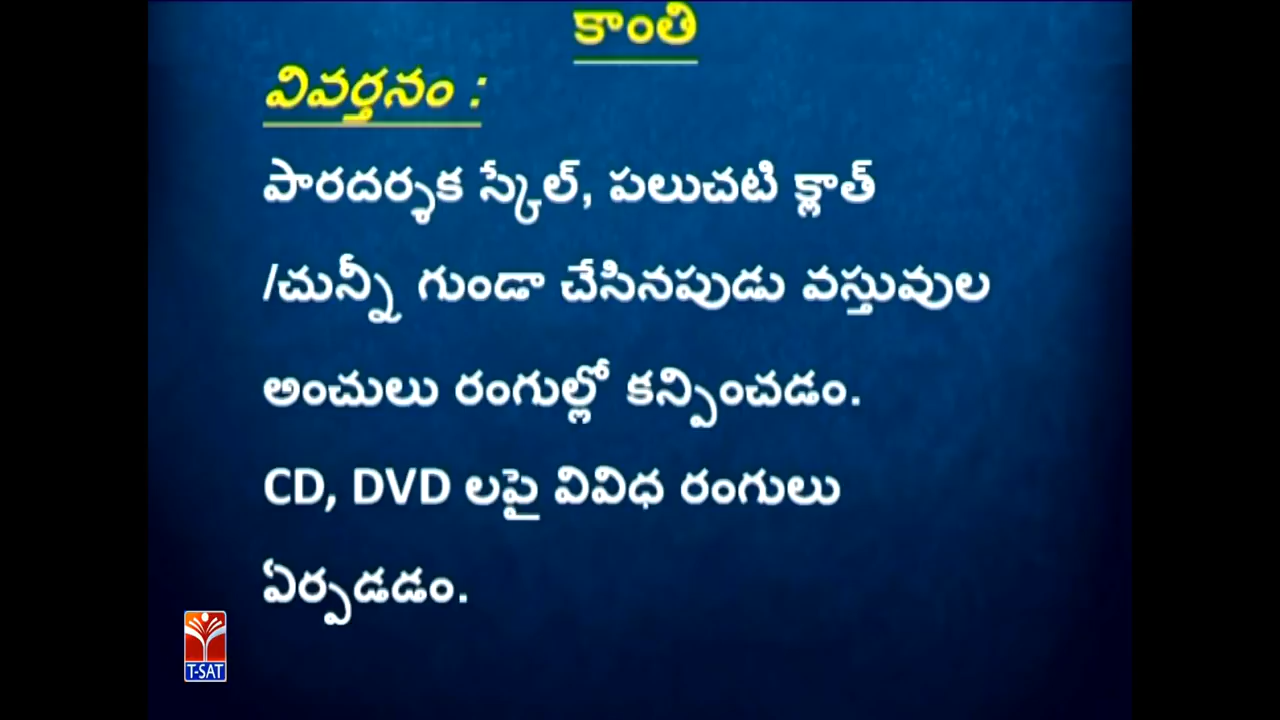 కాంతి
వివర్తనం :
పారదర్శక స్కేల్, పలుచటి క్లాత్
/చున్నీ గుండా చేసినపుడు వస్తువుల
అంచులు రంగుల్లో కన్పించడం.
CD, DVD లపై వివిధ రంగులు
ఏర్పడడం.
T-SAT